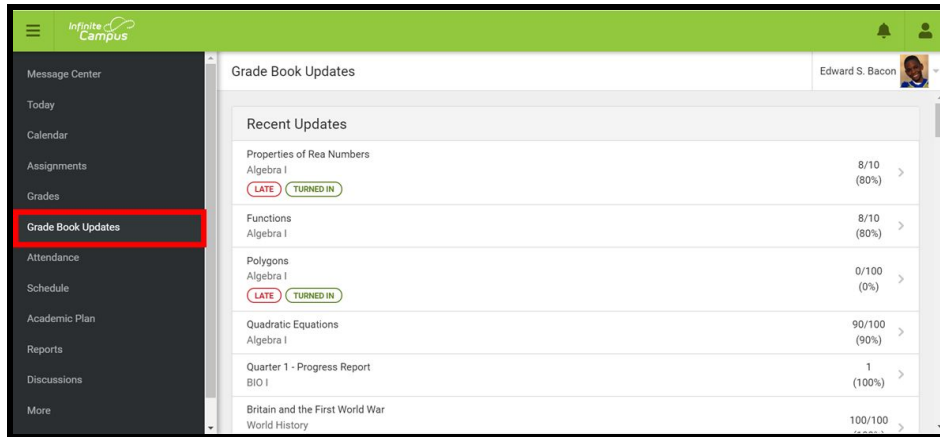 Infinite
Campus
Message Center
Today
Calendar
Assignments
Grades
Grade Book Updates
Attendance
Schedule
Academic Plan
Reports
Discussions
More
Grade Book Updates
Edward S. Bacon
Recent Updates
Properties of Rea Numbers
Algebra I
LATE TURNED IN
8/10
(80%)
Functions
Algebra I
8/10
(80%)
Polygons
Algebra I
LATE TURNED IN
0/100
(0%)
Quadratic Equations
Algebra I
90/100
(90%)
Quarter 1 - Progress Report
BIO I
1
(100%)
Britain and the First World War
World History
100/100